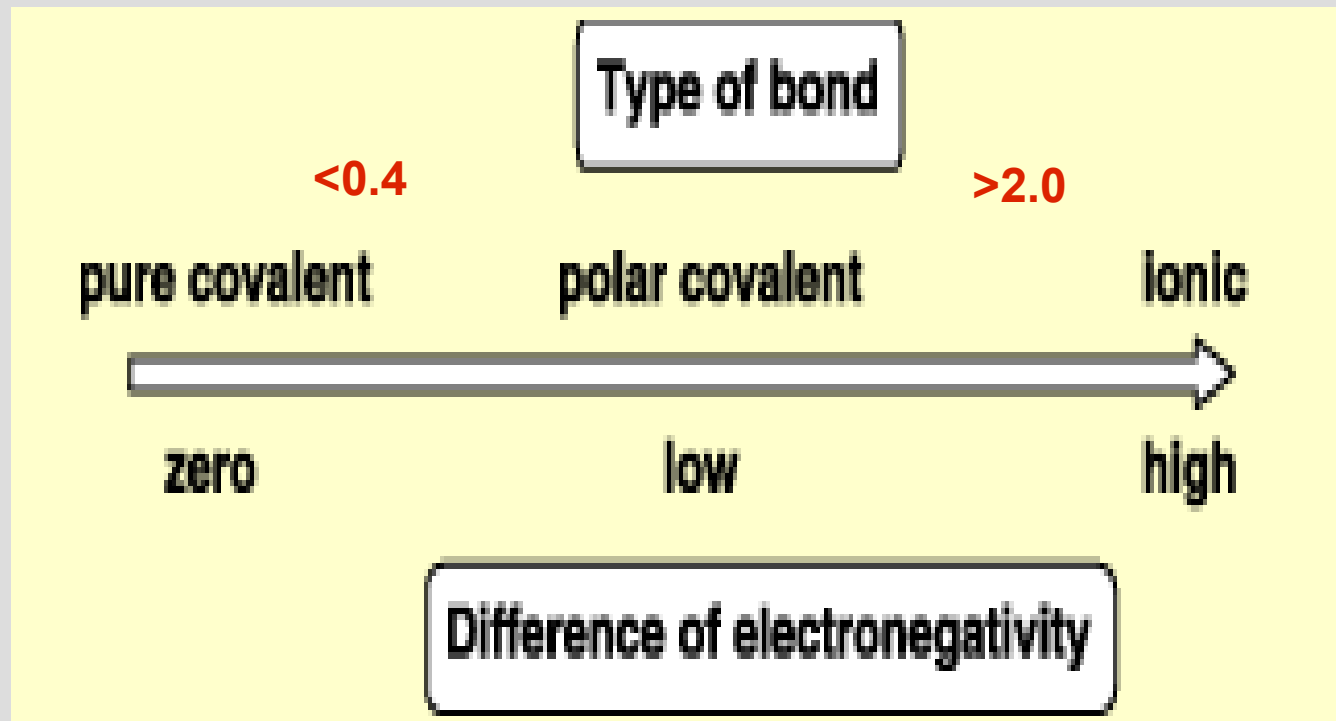 Type of bond
<0.4 >2.0
pure covalent polar covalent ionic
zero low high
Difference of electronegativity